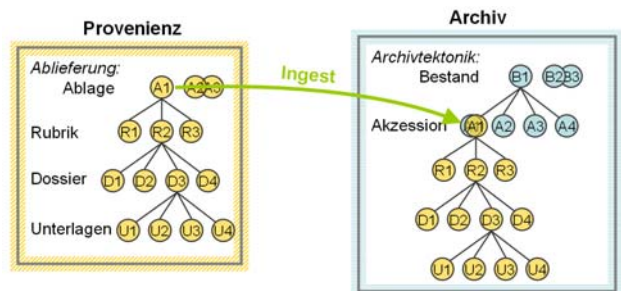 Provenienz
Ablieferung:
Ablage
A1
A2
A3
Rubrik
R1 R2 R3
Dossier
D1 D2 D3 D4
Unterlagen
U1 U2 U3 U4
Ingest
Archiv
Archivtektonik:
Bestand
B1
B2
B3
Akzession
A1 A2 A3 A4
R1 R2 R3
D1 D2 D3 D4
U1 U2 U3 U4